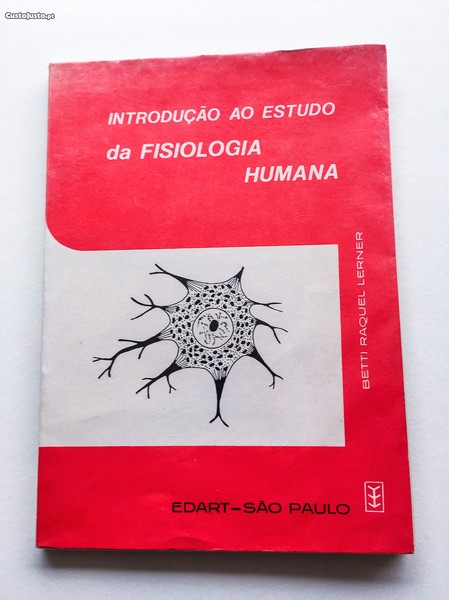 CustoJusto.pt
INTRODUÇÃO AO ESTUDO
da FISIOLOGIA
HUMANA
BETTI RAQUEL LERNER
EDART-SÃO PAULO